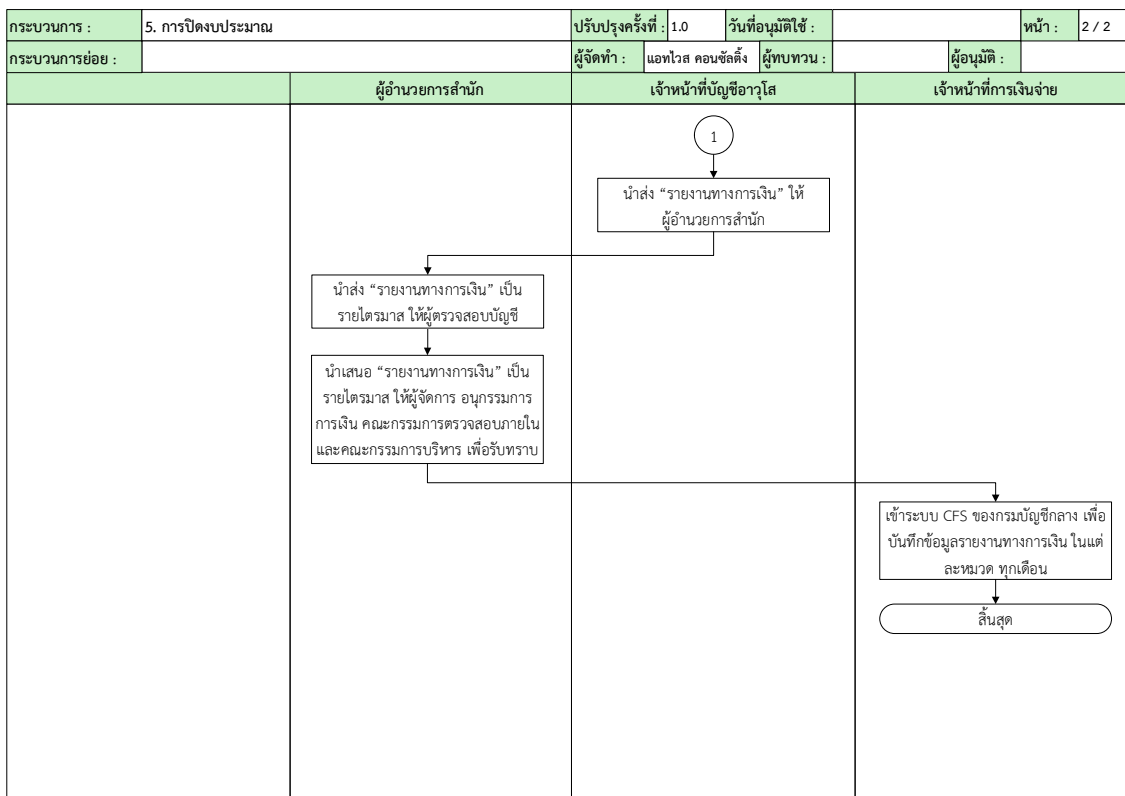 กระบวนการ : 5. การปิดงบประมาณ ปรับปรุงครั้งที่ : 1.0 วันที่อนุมัติใช้ : หน้า : 2 / 2
กระบวนการย่อย : ผู้จัดทำ : แอทไวส คอนซัลติ้ง ผู้ทบทวน : ผู้อนุมัติ :
ผู้อำนวยการสำนัก เจ้าหน้าที่บัญชีอาวุโส เจ้าหน้าที่การเงินจ่าย
1
นำส่ง “รายงานทางการเงิน” ให้
ผู้อำนวยการสำนัก
นำส่ง “รายงานทางการเงิน” เป็น
รายไตรมาส ให้ผู้ตรวจสอบบัญชี
นำเสนอ “รายงานทางการเงิน” เป็น
รายไตรมาส ให้ผู้จัดการ อนุกรรมการ
การเงิน คณะกรรมการตรวจสอบภายใน
และคณะกรรมการบริหาร เพื่อรับทราบ
เข้าระบบ CFS ของกรมบัญชีกลาง เพื่อ
บันทึกข้อมูลรายงานทางการเงิน ในแต่
ละหมวด ทุกเดือน
สิ้นสุด